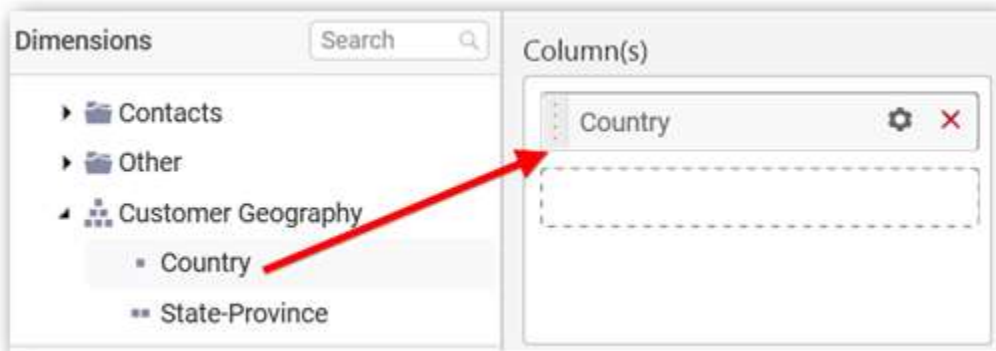 Dimensions
Search
Contacts
Other
Customer Geography
Country
State-Province
Column(s)
Country